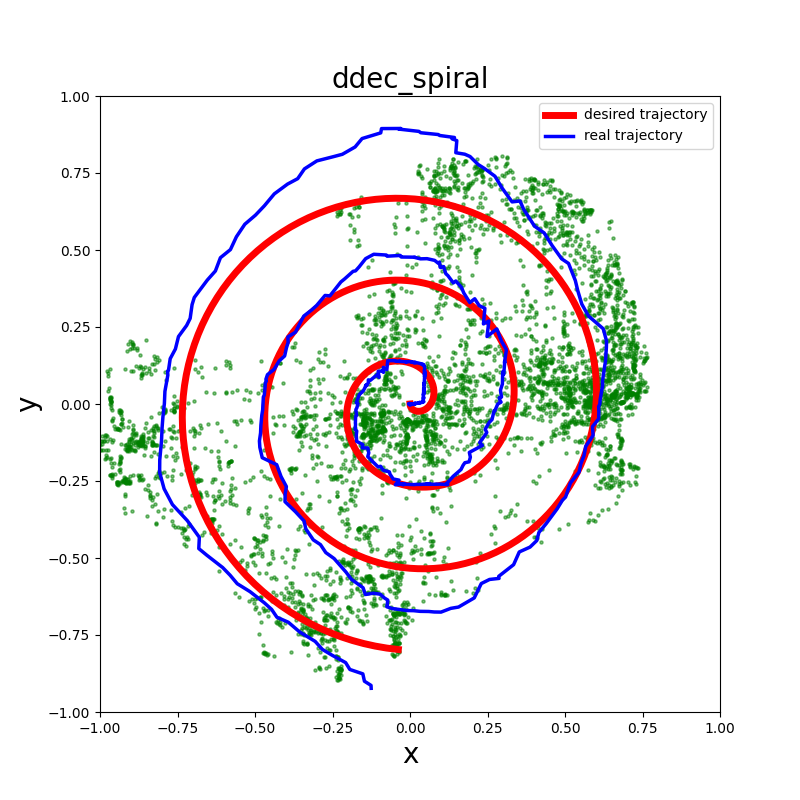 ddec_spiral
desired trajectory
real trajectory
1.00
0.75
0.50
0.25
0.00
−0.25
−0.50
−0.75
−1.00
y
−1.00 −0.75 −0.50 −0.25 0.00 0.25 0.50 0.75 1.00
x